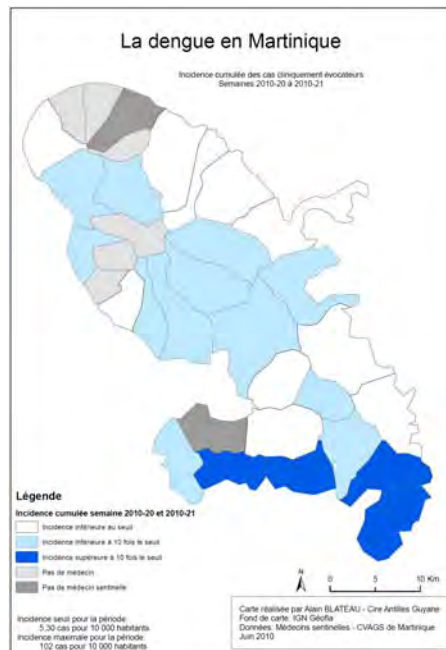 La dengue en Martinique
Incidence cumulée des cas cliniquement évocateurs
Semaines 2010-20 à 2010-21
Légende
Incidence cumulée semaine 2010-20 et 2010-21
Incidence inférieure au seuil
Incidence inférieure à 10 fois le seuil
Incidence supérieure à 10 fois le seuil
Pas de médecin
Pas de médecin sentinelle
Incidence seuil pour la période:
5,30 cas pour 10 000 habitants
Incidence maximale pour la période:
102 cas pour 10 000 habitants
N
0 5 10 Km
Carte réalisée par Alain BLATEAU - Cire Antilles Guyane
Fond de carte: IGN Géofla
Données: Médecins sentinelles - CVAGS de Martinique
Juin 2010